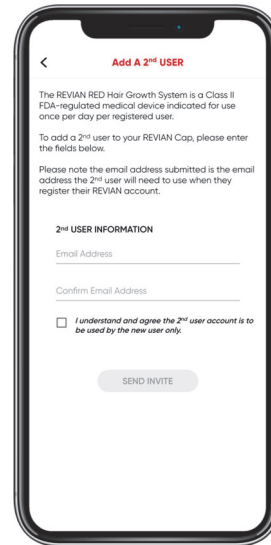 Add A 2nd USER
The REVIAN RED Hair Growth System is a Class II
FDA-regulated medical device indicated for use
once per day per registered user.
To add a 2nd user to your REVIAN Cap, please enter
the fields below.
Please note the email address submitted is the email
address the 2nd user will need to use when they
register their REVIAN account.
2nd USER INFORMATION
Email Address
Confirm Email Address
I understand and agree the 2nd user account is to
be used by the new user only.
SEND INVITE